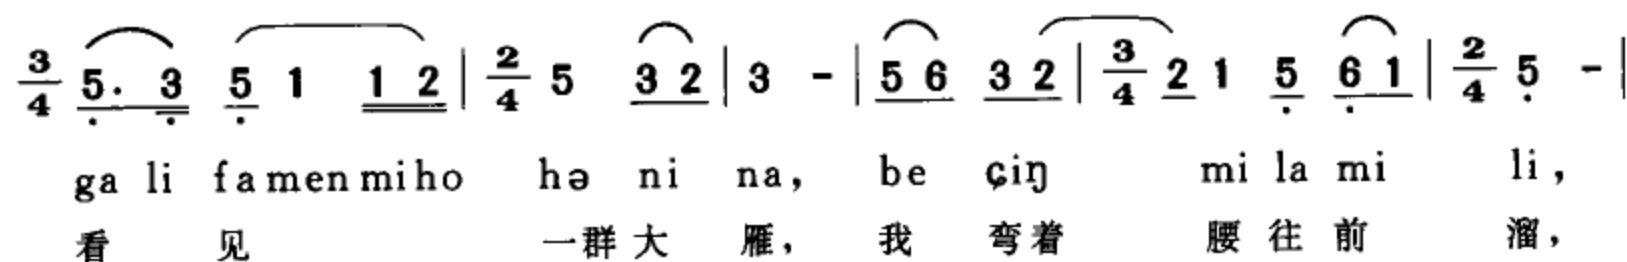 3/4 5. 3 5 1 1 2 | 2/4 5 3 2 | 3 - | 5 6 3 2 | 3/4 2 1 5 6 1 | 2/4 5 - |
ga li famenmiho hə ni na, be ɕiŋ mi la mi li,
看 见 一群大 雁, 我 弯着 腰 往 前 溜,